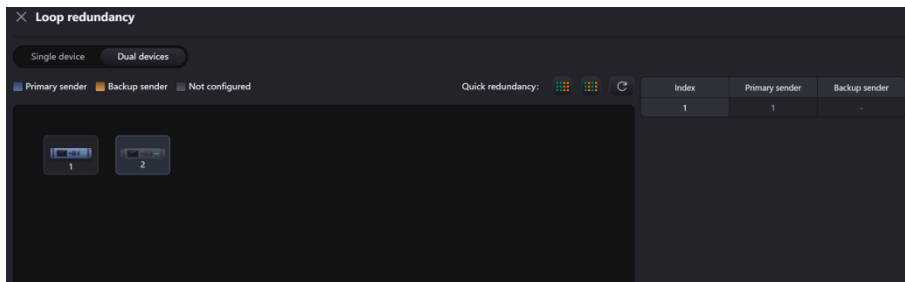 Loop redundancy
Single device Dual devices
Primary sender Backup sender Not configured Quick redundancy:
Index Primary sender Backup sender
1 1 -
1 2